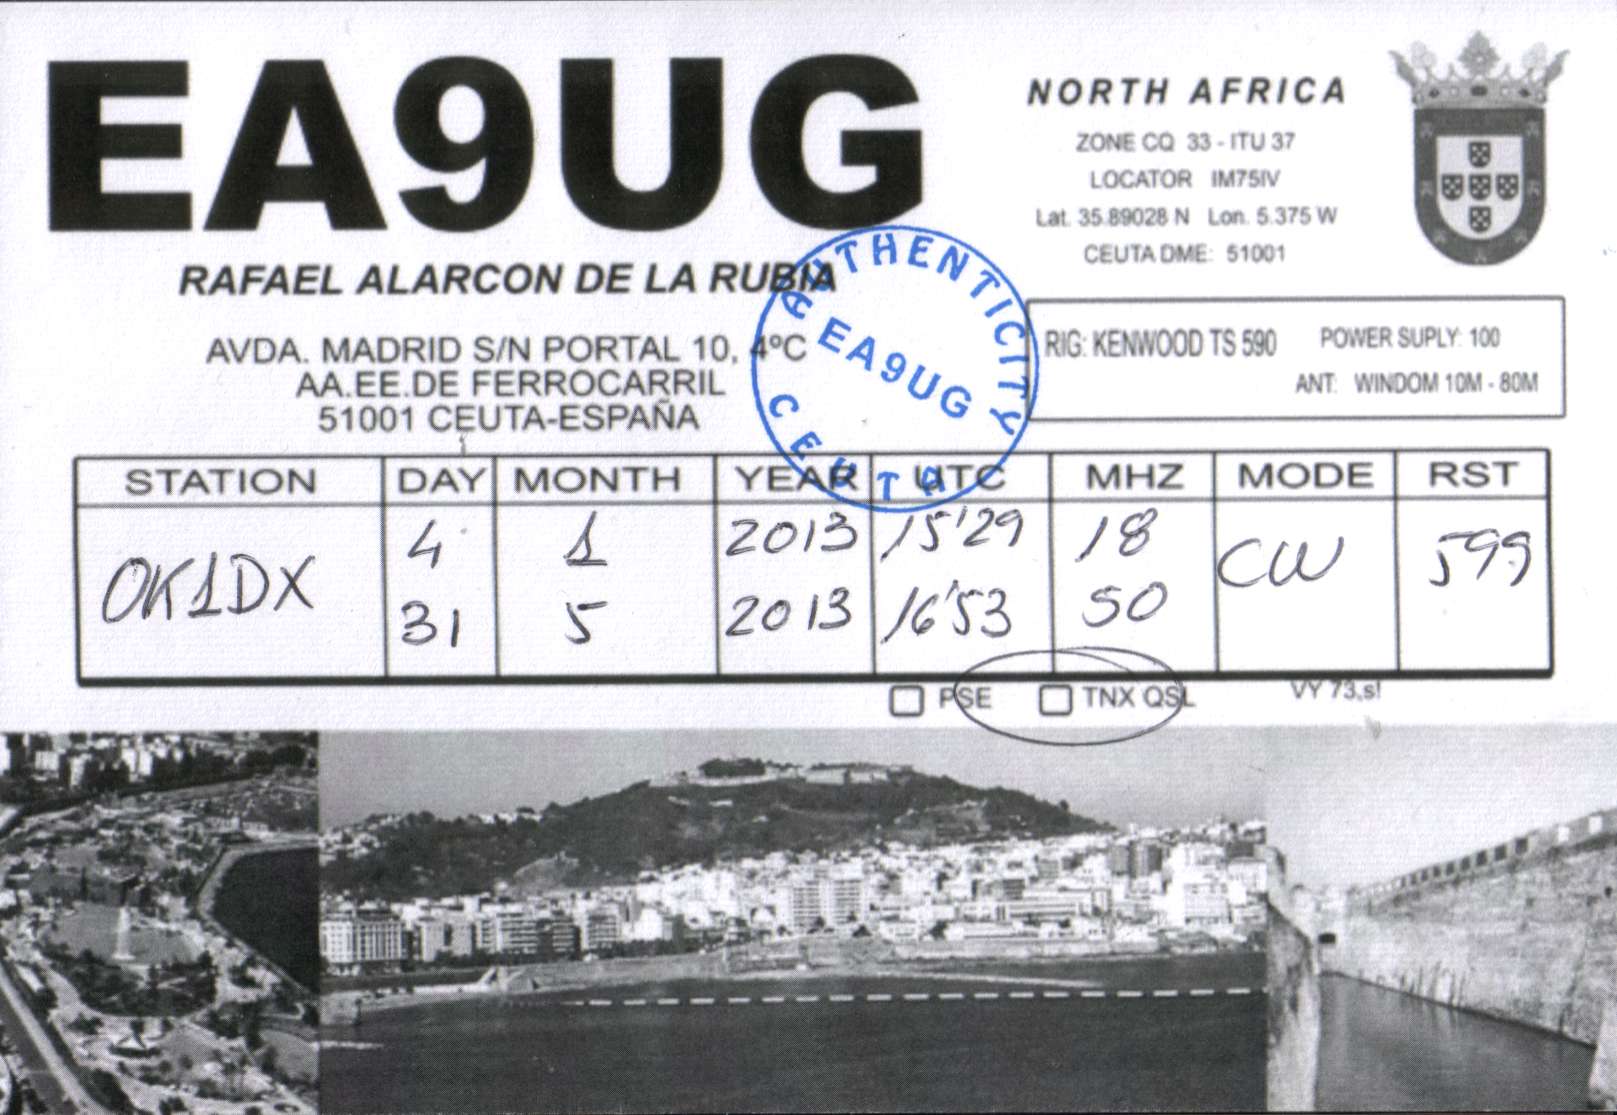 EA9UG
NORTH AFRICA
ZONE CQ 33 - ITU 37
LOCATOR IM75IV
Lat. 35.89028 N Lon. 5.375 W
CEUTA DME: 51001
RAFAEL ALARCON DE LA RUBIA
AVDA. MADRID S/N PORTAL 10, 4ºC
AA.EE.DE FERROCARRIL
51001 CEUTA-ESPAÑA
AUTHENTICITY
EA9UG
CEUTA
RIG: KENWOOD TS 590 POWER SUPLY: 100
ANT: WINDOM 10M - 80M
STATION DAY MONTH YEAR UTC MHZ MODE RST
OK1DX 4 1 2013 15'29 18 CW 599
31 5 2013 16'53 50
PSE TNX QSL VY 73,s!